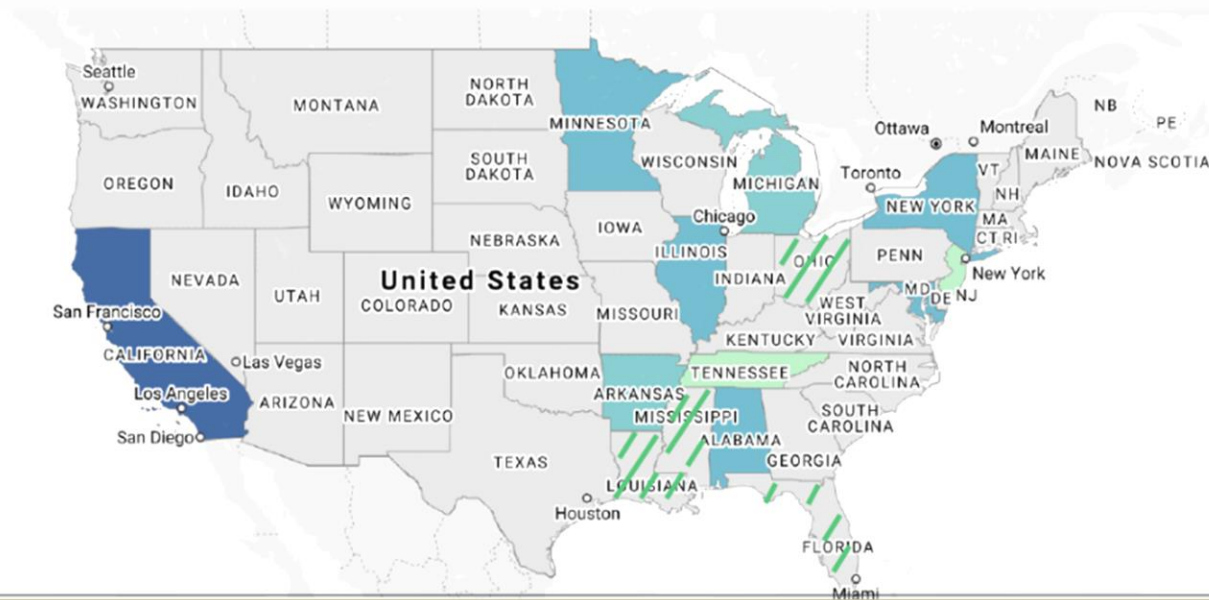 Seattle
WASHINGTON
MONTANA
NORTH
DAKOTA
MINNESOTA
Ottawa
Montreal
NB
PE
MAINE
NOVA SCOTIA
OREGON
IDAHO
WYOMING
SOUTH
DAKOTA
WISCONSIN
MICHIGAN
Toronto
VT
NH
NEW YORK
MA
CT RI
Chicago
IOWA
NEBRASKA
ILLINOIS
INDIANA
OHIO
PENN
New York
NEVADA
UTAH
United States
COLORADO
KANSAS
MISSOURI
WEST
VIRGINIA
MD
DE
NJ
San Francisco
CALIFORNIA
KENTUCKY
VIRGINIA
Las Vegas
Los Angeles
ARIZONA
NEW MEXICO
OKLAHOMA
ARKANSAS
TENNESSEE
NORTH
CAROLINA
San Diego
MISSISSIPPI
SOUTH
CAROLINA
ALABAMA
GEORGIA
TEXAS
LOUISIANA
Houston
FLORIDA
Miami